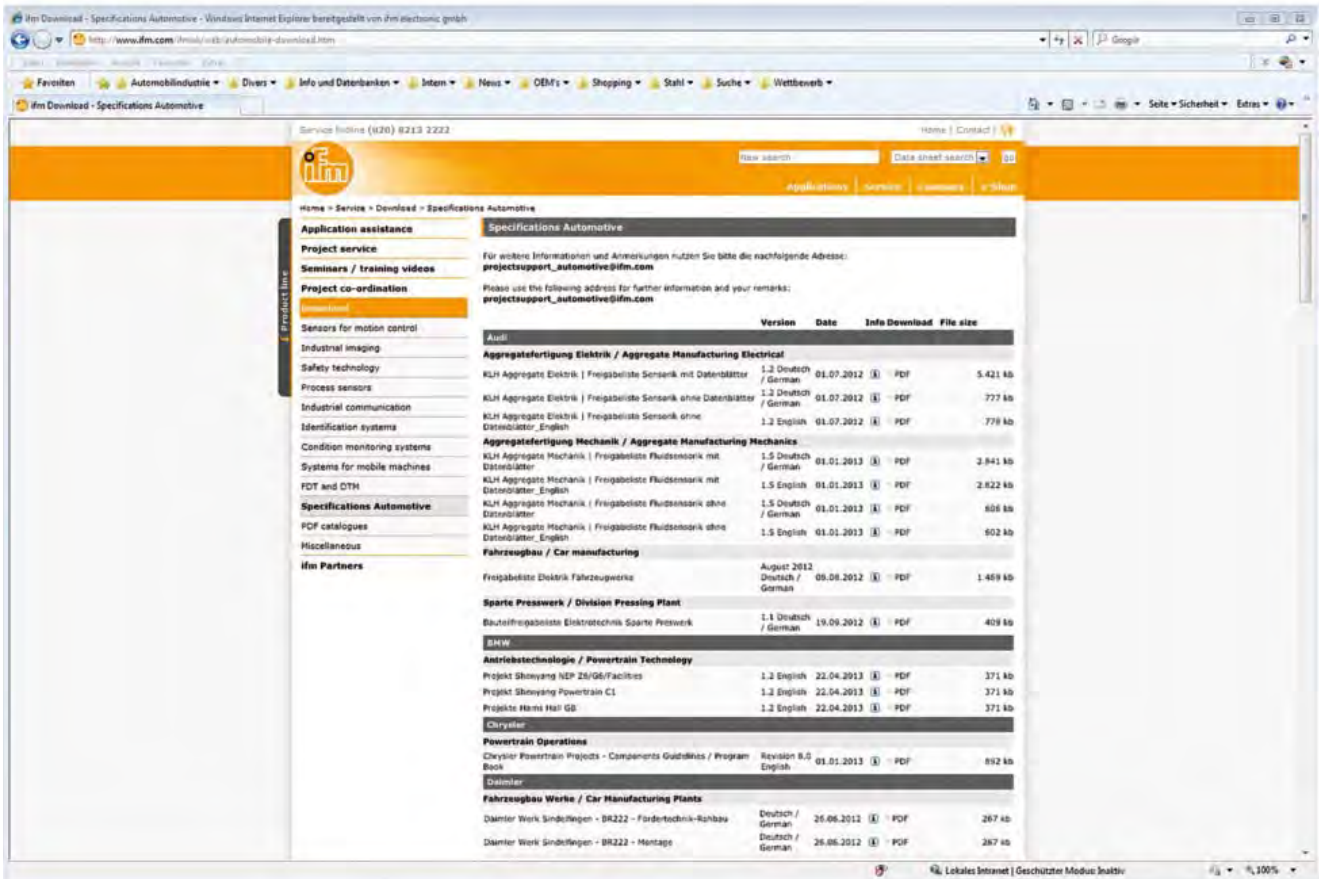 ifm Download - Specifications Automotive - Windows Internet Explorer bereitgestellt von ifm electronic gmbh
http://www.ifm.com/ifmuk/web/automobile-download.htm
Google
Favoriten Automobilindustrie Divers Info und Datenbanken Intern News OEM's Shopping Stahl Suche Wettbewerb
ifm Download - Specifications Automotive
Seite Sicherheit Extras
Service hotline (020) 8213 2222
Home | Contact |
ifm
New search
Data sheet search
go
Applications Service Company e-Shop
Home > Service > Download > Specifications Automotive
Product line
Application assistance
Project service
Seminars / training videos
Project co-ordination
Download
Sensors for motion control
Industrial imaging
Safety technology
Process sensors
Industrial communication
Identification systems
Condition monitoring systems
Systems for mobile machines
FDT and DTM
Specifications Automotive
PDF catalogues
Miscellaneous
ifm Partners
Specifications Automotive
Für weitere Informationen und Anmerkungen nutzen Sie bitte die nachfolgende Adresse:
projectsupport_automotive@ifm.com
Please use the following address for further information and your remarks:
projectsupport_automotive@ifm.com
Version Date Info Download File size
Audi
Aggregatefertigung Elektrik / Aggregate Manufacturing Electrical
KLH Aggregate Elektrik | Freigabeliste Sensorik mit Datenblätter 1.2 Deutsch / German 01.07.2012 PDF 5.421 kb
KLH Aggregate Elektrik | Freigabeliste Sensorik ohne Datenblätter 1.2 Deutsch / German 01.07.2012 PDF 777 kb
KLH Aggregate Elektrik | Freigabeliste Sensorik ohne
Datenblätter_English 1.2 English 01.07.2012 PDF 778 kb
Aggregatefertigung Mechanik / Aggregate Manufacturing Mechanics
KLH Aggregate Mechanik | Freigabeliste Fluidsensorik mit
Datenblätter 1.5 Deutsch / German 01.01.2013 PDF 2.841 kb
KLH Aggregate Mechanik | Freigabeliste Fluidsensorik mit
Datenblätter_English 1.5 English 01.01.2013 PDF 2.822 kb
KLH Aggregate Mechanik | Freigabeliste Fluidsensorik ohne
Datenblätter 1.5 Deutsch / German 01.01.2013 PDF 606 kb
KLH Aggregate Mechanik | Freigabeliste Fluidsensorik ohne
Datenblätter_English 1.5 English 01.01.2013 PDF 602 kb
Fahrzeugbau / Car manufacturing
Freigabeliste Elektrik Fahrzeugwerke August 2012 Deutsch / German 2012 PDF 1.469 kb
Sparte Presswerk / Division Pressing Plant
Bauteilfreigabeliste Elektrotechnik Sparte Preswerk 1.1 Deutsch / German 19.09.2012 PDF 409 kb
BMW
Antriebstechnologie / Powertrain Technology
Projekt Shenyang NEP Z6/G6/Facilities 1.2 English 22.04.2013 PDF 371 kb
Projekt Shenyang Powertrain C1 1.2 English 22.04.2013 PDF 371 kb
Projekte Hams Hall GB 1.2 English 22.04.2013 PDF 371 kb
Chrysler
Powertrain Operations
Chrysler Powertrain Projects - Components Guidelines / Program
Book Revision 8.0 English 01.01.2013 PDF 892 kb
Daimler
Fahrzeugbau Werke / Car Manufacturing Plants
Daimler Werk Sindelfingen - BR222 - Fördertechnik-Rohbau Deutsch / German 26.06.2012 PDF 267 kb
Daimler Werk Sindelfingen - BR222 - Montage Deutsch / German 26.06.2012 PDF 267 kb
Lokales Intranet | Geschützter Modus: Inaktiv
100%